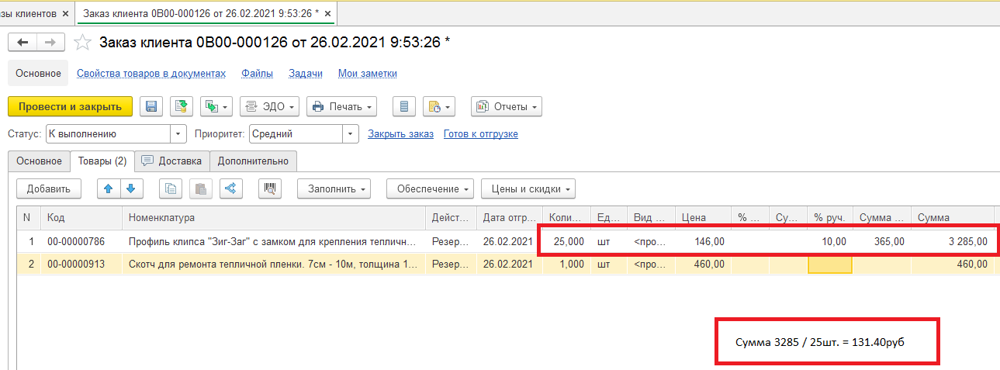 зы клиентов × Заказ клиента 0В00-000126 от 26.02.2021 9:53:26 * ×
Заказ клиента 0В00-000126 от 26.02.2021 9:53:26 *
Основное Свойства товаров в документах Файлы Задачи Мои заметки
Провести и закрыть ЭДО Печать Отчеты
Статус: К выполнению Приоритет: Средний Закрыть заказ Готов к отгрузке
Основное Товары (2) Доставка Дополнительно
Добавить Заполнить Обеспечение Цены и скидки
N Код Номенклатура Дейст... Дата отгр... Коли... Ед... Вид ... Цена % ... Су... % руч. Сумма ... Сумма
1 00-00000786 Профиль клипса "Зиг-Заг" с замком для крепления тепличн... Резер... 26.02.2021 25,000 шт <про... 146,00 10,00 365,00 3 285,00
2 00-00000913 Скотч для ремонта тепличной пленки. 7см - 10м, толщина 1... Резер... 26.02.2021 1,000 шт <про... 460,00 460,00
Сумма 3285 / 25шт. = 131.40руб